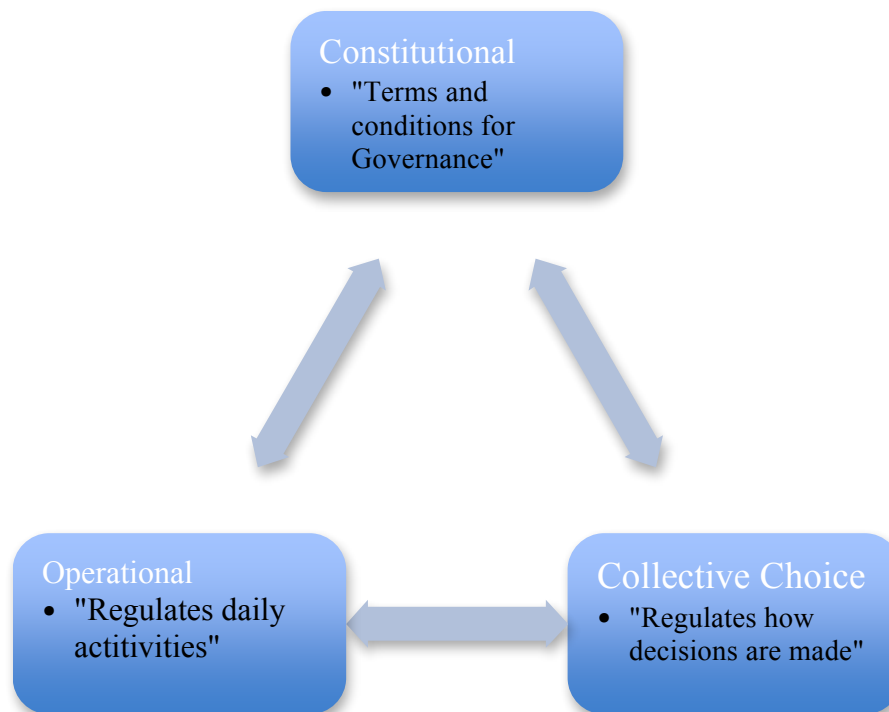 Constitutional
• "Terms and
conditions for
Governance"
Operational
• "Regulates daily
actitivities"
Collective Choice
• "Regulates how
decisions are made"